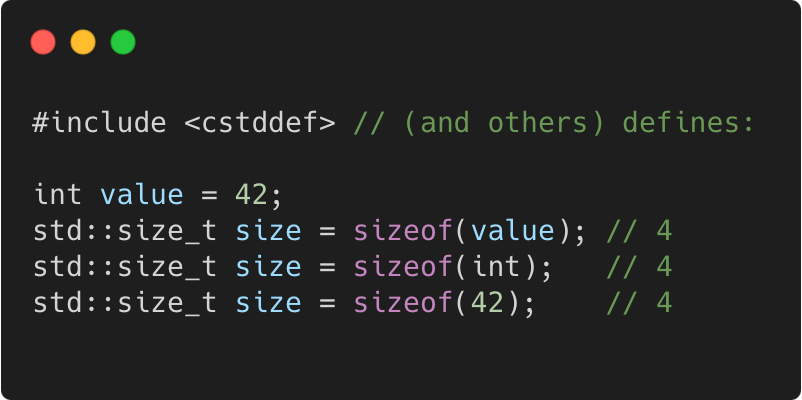 #include <cstddef> // (and others) defines:
int value = 42;
std::size_t size = sizeof(value); // 4
std::size_t size = sizeof(int);   // 4
std::size_t size = sizeof(42);    // 4